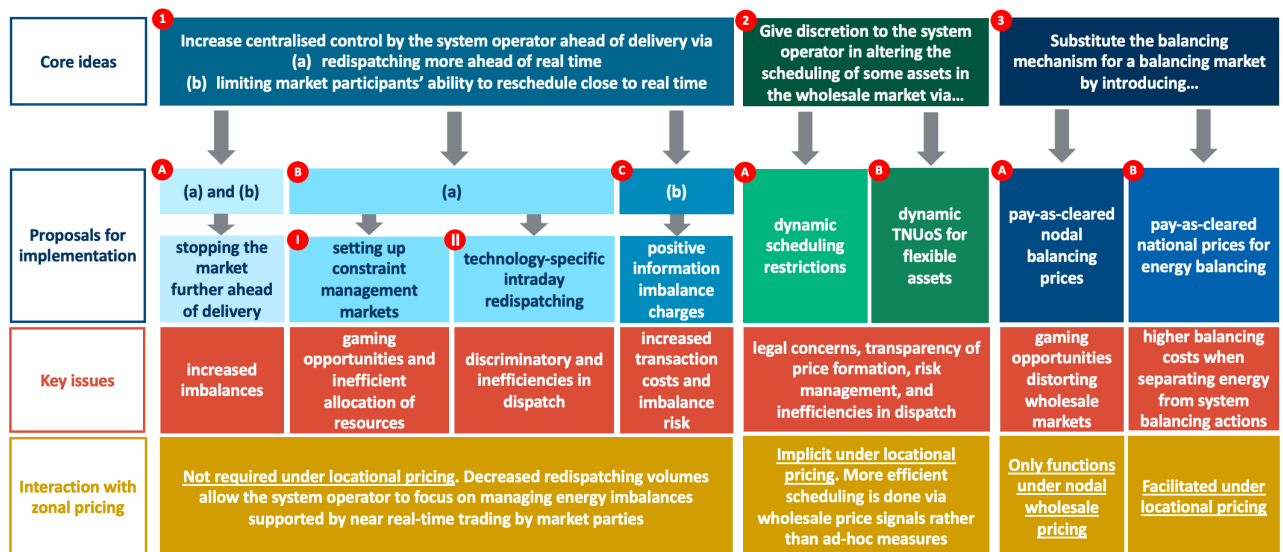 1
2
3
Core ideas
Increase centralised control by the system operator ahead of delivery via
(a) redispatching more ahead of real time
(b) limiting market participants' ability to reschedule close to real time
Give discretion to the system
operator in altering the
scheduling of some assets in
the wholesale market via...
Substitute the balancing
mechanism for a balancing market
by introducing...
Proposals for
implementation
A
(a) and (b)
stopping the
market
further ahead
of delivery
B
(a)
I
setting up
constraint
management
markets
II
technology-specific
intraday
redispatching
C
(b)
positive
information
imbalance
charges
A
dynamic
scheduling
restrictions
B
dynamic
TNUoS for
flexible
assets
A
pay-as-cleared
nodal
balancing
prices
B
pay-as-cleared
national prices for
energy balancing
Key issues
increased
imbalances
gaming
opportunities and
inefficient
allocation of
resources
discriminatory and
inefficiencies in
dispatch
increased
transaction
costs and
imbalance
risk
legal concerns, transparency of
price formation, risk
management, and
inefficiencies in dispatch
gaming
opportunities
distorting
wholesale
markets
higher balancing
costs when
separating energy
from system
balancing actions
Interaction with
zonal pricing
Not required under locational pricing. Decreased redispatching volumes
allow the system operator to focus on managing energy imbalances
supported by near real-time trading by market parties
Implicit under locational
pricing. More efficient
scheduling is done via
wholesale price signals rather
than ad-hoc measures
Only functions
under nodal
wholesale
pricing
Facilitated under
locational pricing